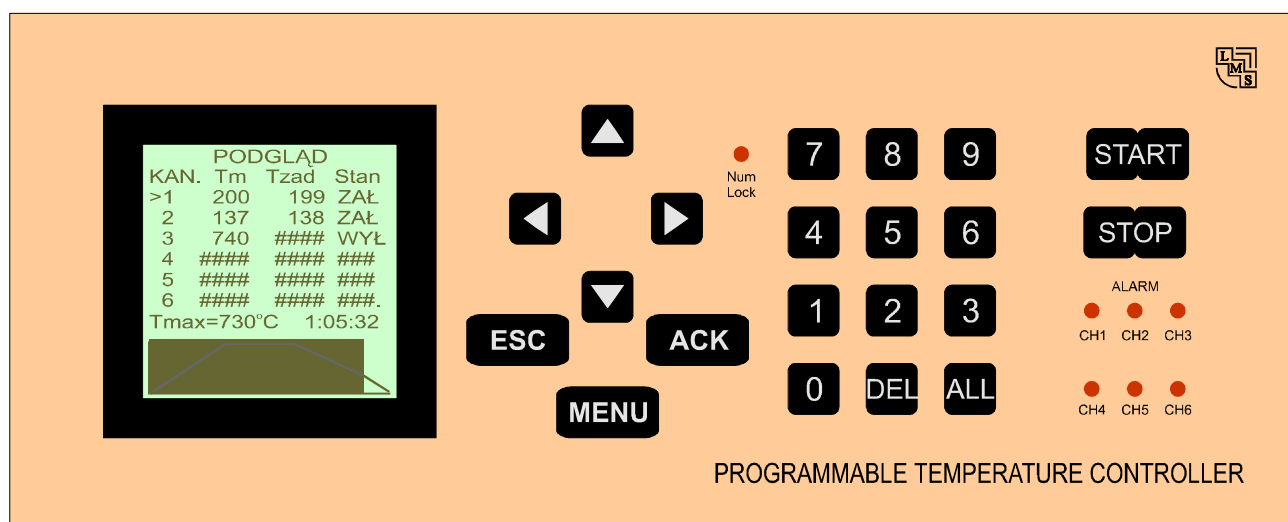 LMS
PODGLĄD
KAN. Tm Tzad Stan
>1 200 199 ZAŁ
2 137 138 ZAŁ
3 740 #### WYŁ
4 #### #### ###
5 #### #### ###
6 #### #### ###.
Tmax=730°C 1:05:32
ESC
ACK
MENU
Num
Lock
7 8 9
4 5 6
1 2 3
0 DEL ALL
START
STOP
ALARM
CH1 CH2 CH3
CH4 CH5 CH6
PROGRAMMABLE TEMPERATURE CONTROLLER